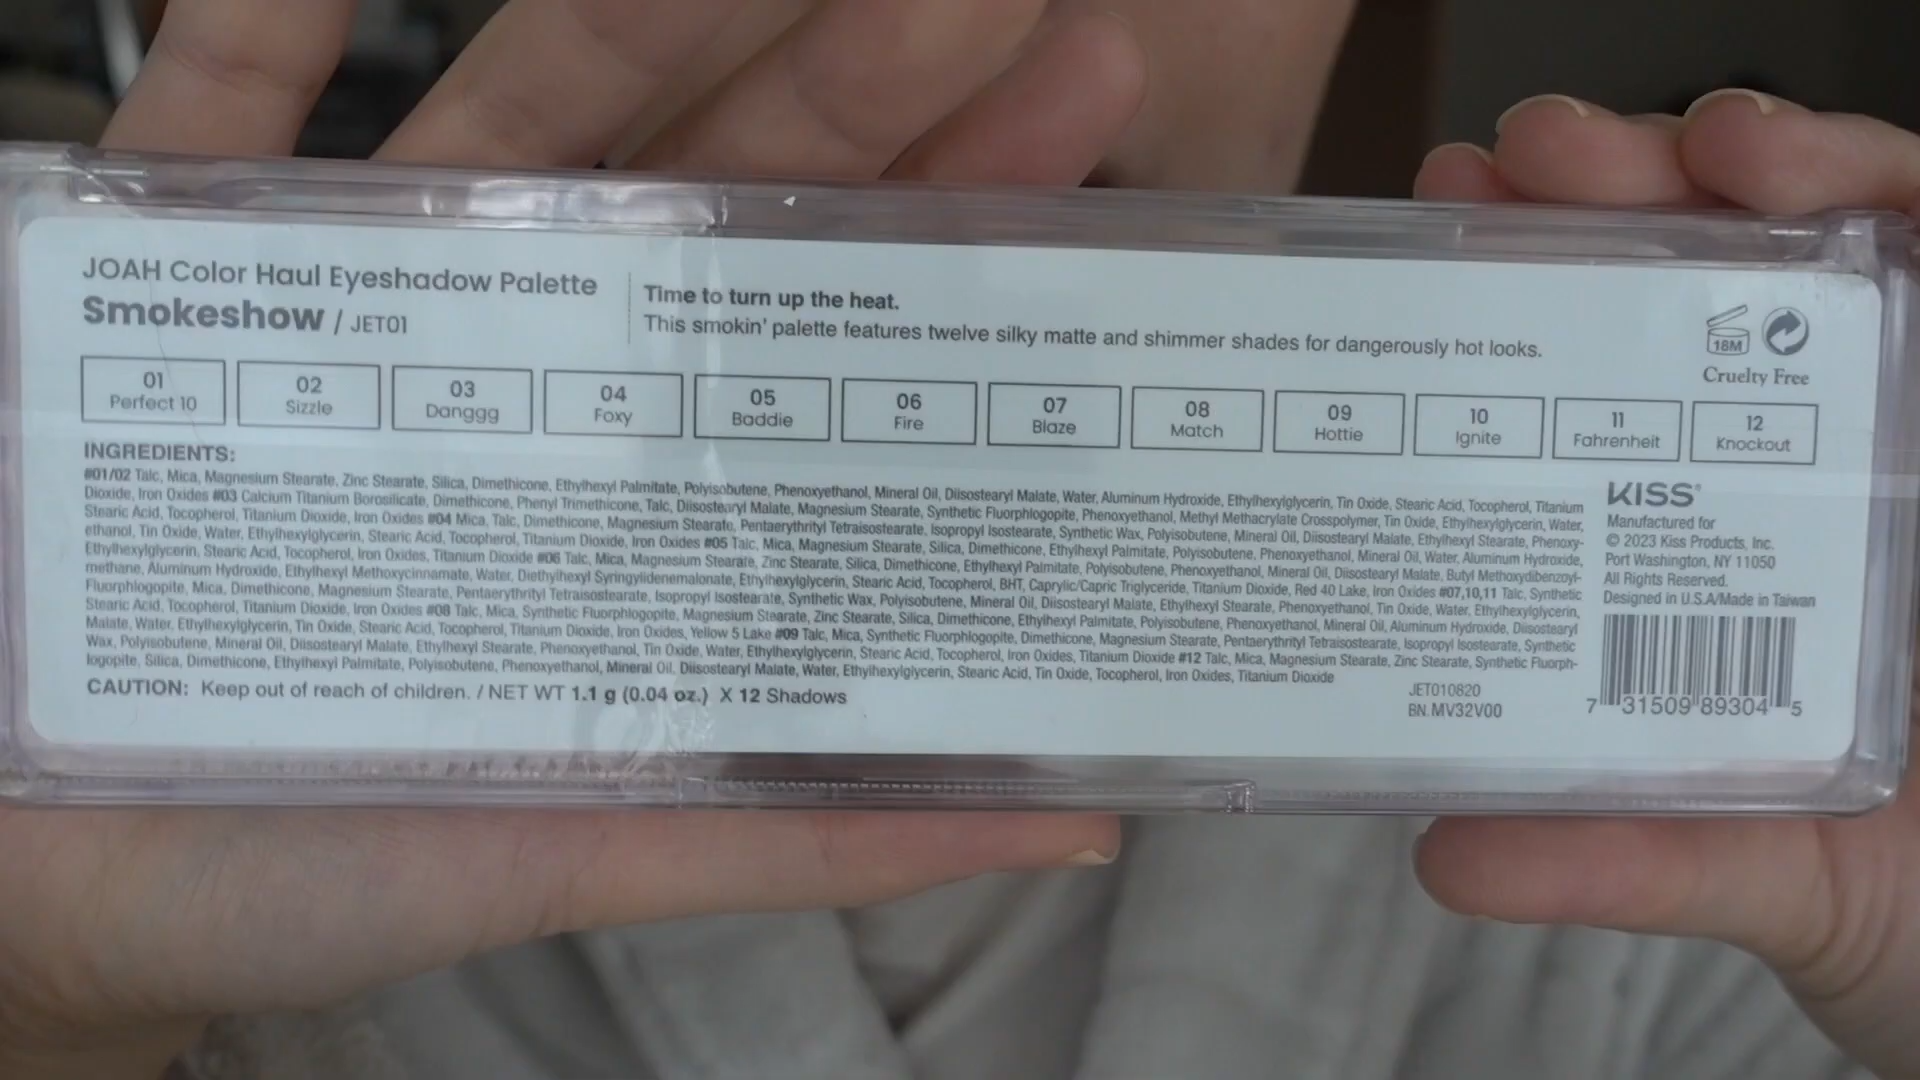 JOAH Color Haul Eyeshadow Palette
Smokeshow / JET01
Time to turn up the heat.
This smokin' palette features twelve silky matte and shimmer shades for dangerously hot looks.
18M
Cruelty Free
01 Perfect 10
02 Sizzle
03 Danggg
04 Foxy
05 Baddie
06 Fire
07 Blaze
08 Match
09 Hottie
10 Ignite
11 Fahrenheit
12 Knockout
INGREDIENTS:
#01/02 Talc, Mica, Magnesium Stearate, Zinc Stearate, Silica, Dimethicone, Ethylhexyl Palmitate, Polyisobutene, Phenoxyethanol, Mineral Oil, Diisostearyl Malate, Water, Aluminum Hydroxide, Ethylhexylglycerin, Tin Oxide, Stearic Acid, Tocopherol, Titanium
Dioxide, Iron Oxides #03 Calcium Titanium Borosilicate, Dimethicone, Phenyl Trimethicone, Talc, Diisostearyl Malate, Magnesium Stearate, Synthetic Fluorphlogopite, Phenoxyethanol, Methyl Methacrylate Crosspolymer, Tin Oxide, Ethylhexylglycerin, Water,
Stearic Acid, Tocopherol, Titanium Dioxide, Iron Oxides #04 Mica, Talc, Dimethicone, Magnesium Stearate, Pentaerythrityl Tetraisostearate, Isopropyl Isostearate, Synthetic Wax, Polyisobutene, Mineral Oil, Diisostearyl Malate, Ethylhexyl Stearate, Phenoxy-
ethanol, Tin Oxide, Water, Ethylhexylglycerin, Stearic Acid, Tocopherol, Titanium Dioxide, Iron Oxides #05 Talc, Mica, Magnesium Stearate, Silica, Dimethicone, Ethylhexyl Palmitate, Polyisobutene, Phenoxyethanol, Mineral Oil, Water, Aluminum Hydroxide,
Ethylhexylglycerin, Stearic Acid, Tocopherol, Iron Oxides, Titanium Dioxide #06 Talc, Mica, Magnesium Stearate, Zinc Stearate, Silica, Dimethicone, Ethylhexyl Palmitate, Polyisobutene, Phenoxyethanol, Mineral Oil, Diisostearyl Malate, Butyl Methoxydibenzoyl-
methane, Aluminum Hydroxide, Ethylhexyl Methoxycinnamate, Water, Diethylhexyl Syringylidenemalonate, Ethylhexylglycerin, Stearic Acid, Tocopherol, BHT, Caprylic/Capric Triglyceride, Titanium Dioxide, Red 40 Lake, Iron Oxides #07,10,11 Talc, Synthetic
Fluorphlogopite, Mica, Dimethicone, Magnesium Stearate, Pentaerythrityl Tetraisostearate, Isopropyl Isostearate, Synthetic Wax, Polyisobutene, Mineral Oil, Diisostearyl Malate, Ethylhexyl Stearate, Phenoxyethanol, Tin Oxide, Water, Ethylhexylglycerin,
Stearic Acid, Tocopherol, Titanium Dioxide, Iron Oxides #08 Talc, Mica, Synthetic Fluorphlogopite, Magnesium Stearate, Zinc Stearate, Silica, Dimethicone, Ethylhexyl Palmitate, Polyisobutene, Phenoxyethanol, Mineral Oil, Aluminum Hydroxide, Diisostearyl
Malate, Water, Ethylhexylglycerin, Tin Oxide, Stearic Acid, Tocopherol, Titanium Dioxide, Iron Oxides, Yellow 5 Lake #09 Talc, Mica, Synthetic Fluorphlogopite, Dimethicone, Magnesium Stearate, Pentaerythrityl Tetraisostearate, Isopropyl Isostearate, Synthetic
Wax, Polyisobutene, Mineral Oil, Diisostearyl Malate, Ethylhexyl Stearate, Phenoxyethanol, Tin Oxide, Water, Ethylhexylglycerin, Stearic Acid, Tocopherol, Iron Oxides, Titanium Dioxide #12 Talc, Mica, Magnesium Stearate, Zinc Stearate, Synthetic Fluorph-
logopite, Silica, Dimethicone, Ethylhexyl Palmitate, Polyisobutene, Phenoxyethanol, Mineral Oil, Diisostearyl Malate, Water, Ethylhexylglycerin, Stearic Acid, Tin Oxide, Tocopherol, Iron Oxides, Titanium Dioxide
CAUTION: Keep out of reach of children. / NET WT 1.1 g (0.04 oz.) X 12 Shadows
JET010820
BN. MV32V00
KISS®
Manufactured for
© 2023 Kiss Products, Inc.
Port Washington, NY 11050
All Rights Reserved.
Designed in U.S.A/Made in Taiwan
7 31509 89304 5